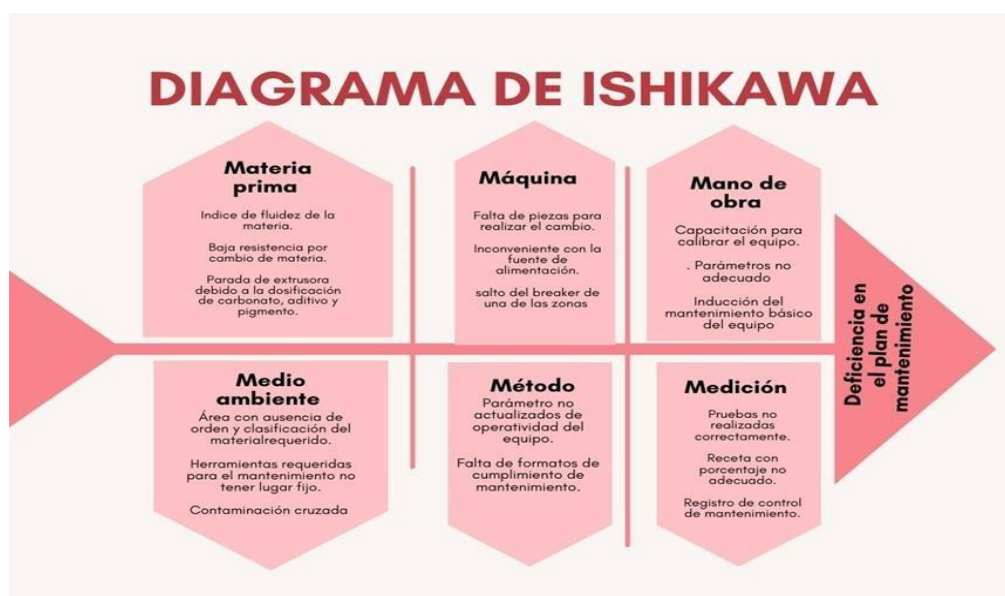 DIAGRAMA DE ISHIKAWA
Materia
prima
Indice de fluidez de la
materia.
Baja resistencia por
cambio de materia.
Parada de extrusora
debido a la dosificación
de carbonato, aditivo y
pigmento.
Máquina
Falta de piezas para
realizar el cambio.
Inconveniente con la
fuente de
alimentación.
salto del breaker de
una de las zonas
Mano de
obra
Capacitación para
calibrar el equipo.
. Parámetros no
adecuado
Inducción del
mantenimiento básico
del equipo
Deficiencia en
el plan de
mantenimiento
Medio
ambiente
Área con ausencia de
orden y clasificación del
materialrequerido.
Herramientas requeridas
para el mantenimiento no
tener lugar fijo.
Contaminación cruzada
Método
Parámetro no
actualizados de
operatividad del
equipo.
Falta de formatos de
cumplimiento de
mantenimiento.
Medición
Pruebas no
realizadas
correctamente.
Receta con
porcentaje no
adecuado.
Registro de control
de mantenimiento.